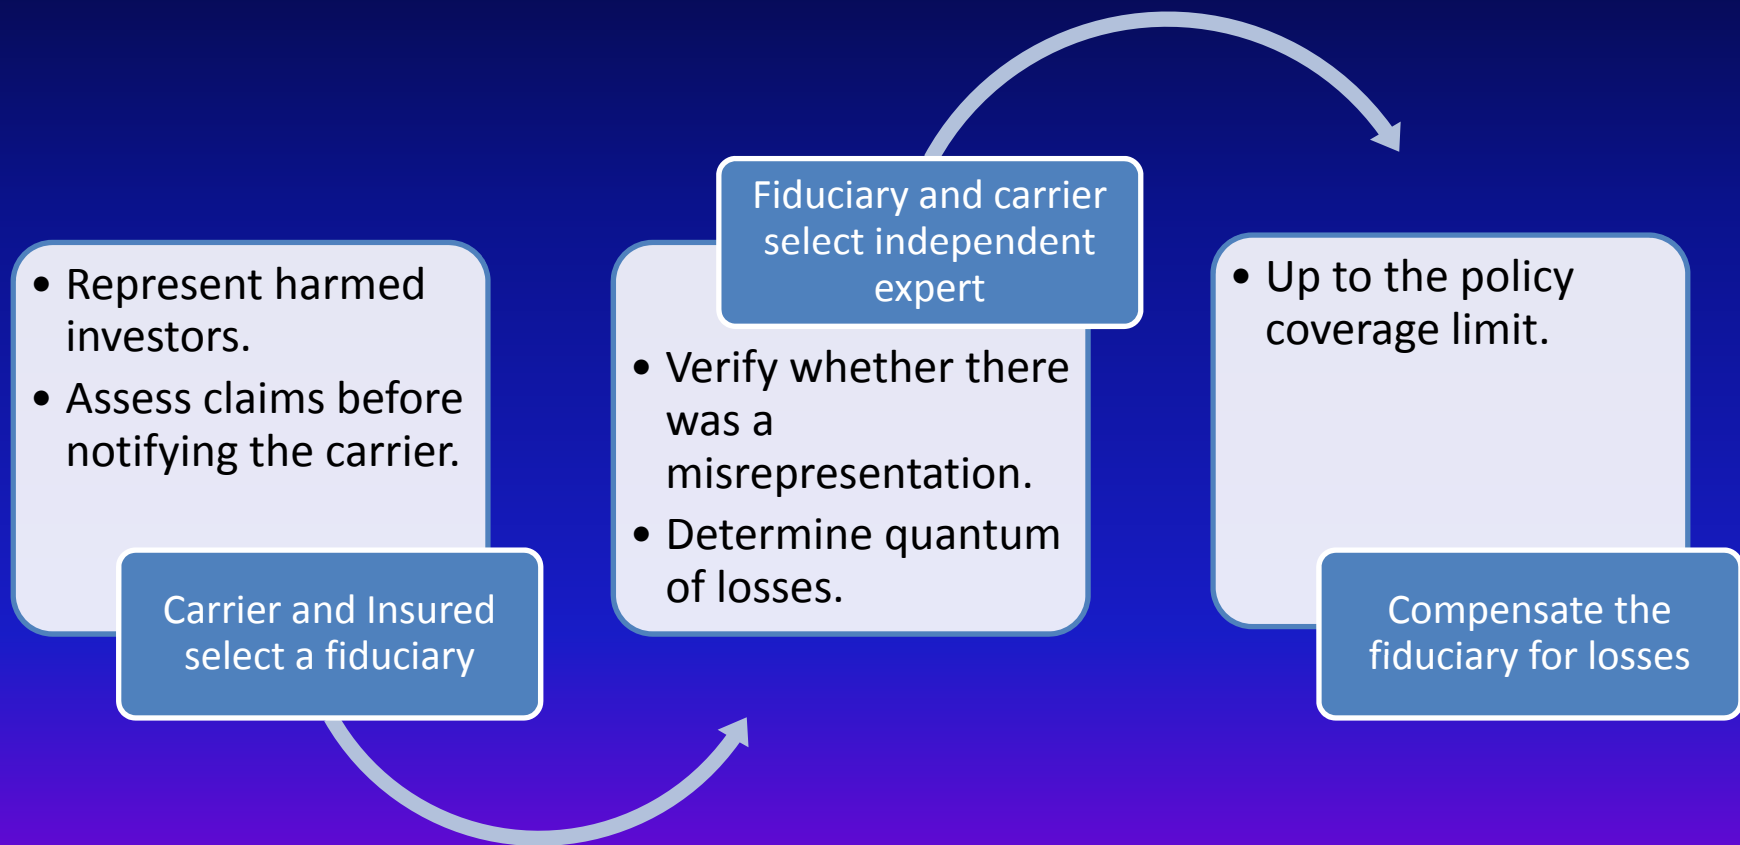 • Represent harmed
investors.
• Assess claims before
notifying the carrier.
Carrier and Insured
select a fiduciary
Fiduciary and carrier
select independent
expert
• Verify whether there
was a
misrepresentation.
• Determine quantum
of losses.
• Up to the policy
coverage limit.
Compensate the
fiduciary for losses